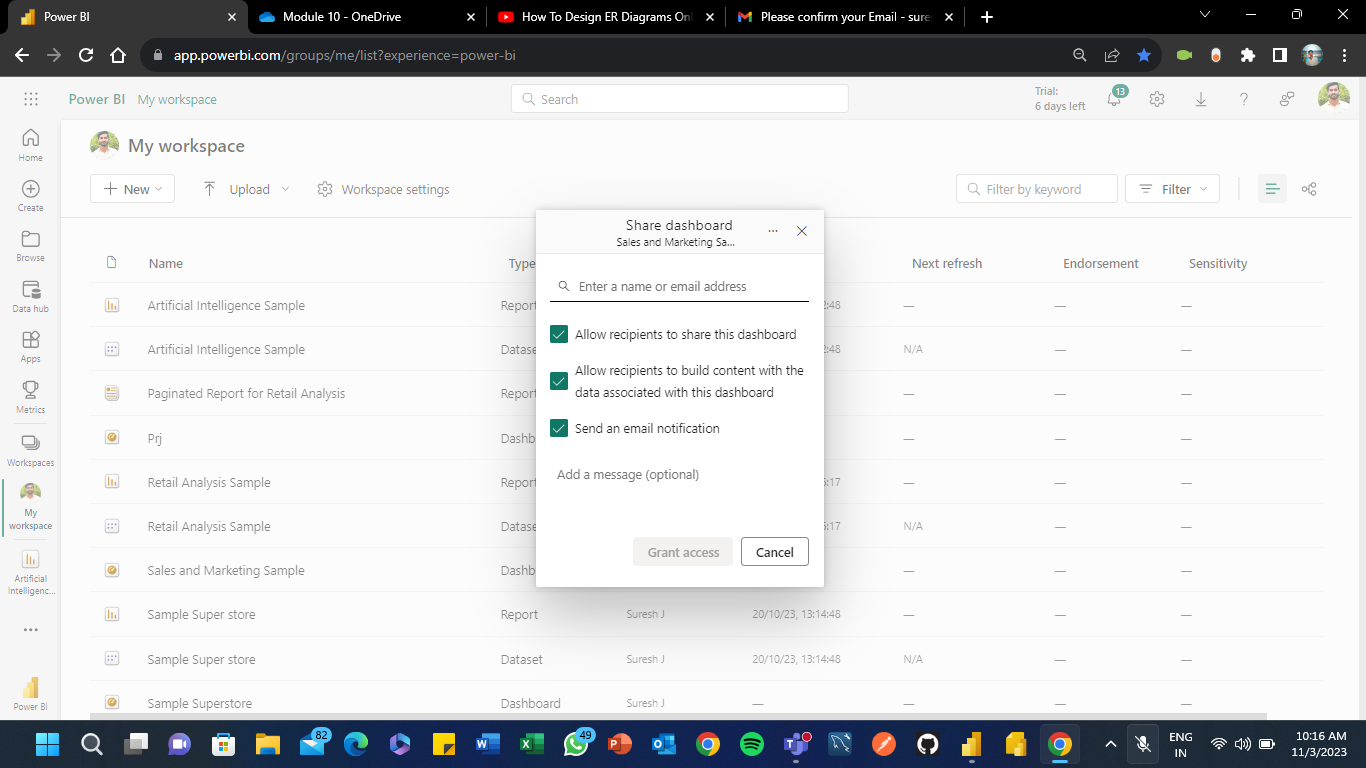 Power BI
Module 10 - OneDrive
How To Design ER Diagrams Onl
Please confirm your Email - sure
app.powerbi.com/groups/me/list?experience=power-bi
Power BI My workspace
Search
Trial:
6 days left
13
My workspace
New
Upload
Workspace settings
Filter by keyword
Filter
Home
Create
Browse
Data hub
Apps
Metrics
Workspaces
My
workspace
Artificial
Intelligenc...
Power BI
Name
Type
Next refresh
Endorsement
Sensitivity
Artificial Intelligence Sample
Report
2:48
—
—
—
Artificial Intelligence Sample
Datase
2:48
N/A
—
—
Paginated Report for Retail Analysis
Report
—
—
—
Prj
Dashb
—
—
—
Retail Analysis Sample
Report
:17
—
—
—
Retail Analysis Sample
Datase
:17
N/A
—
—
Sales and Marketing Sample
Dashb
—
—
—
Sample Super store
Report
Suresh J
20/10/23, 13:14:48
—
—
—
Sample Super store
Dataset
Suresh J
20/10/23, 13:14:48
N/A
—
—
Sample Superstore
Dashboard
Suresh J
—
—
—
—
Share dashboard
Sales and Marketing Sa...
Enter a name or email address
Allow recipients to share this dashboard
Allow recipients to build content with the
data associated with this dashboard
Send an email notification
Add a message (optional)
Grant access
Cancel
82
49
ENG
IN
10:16 AM
11/3/2023